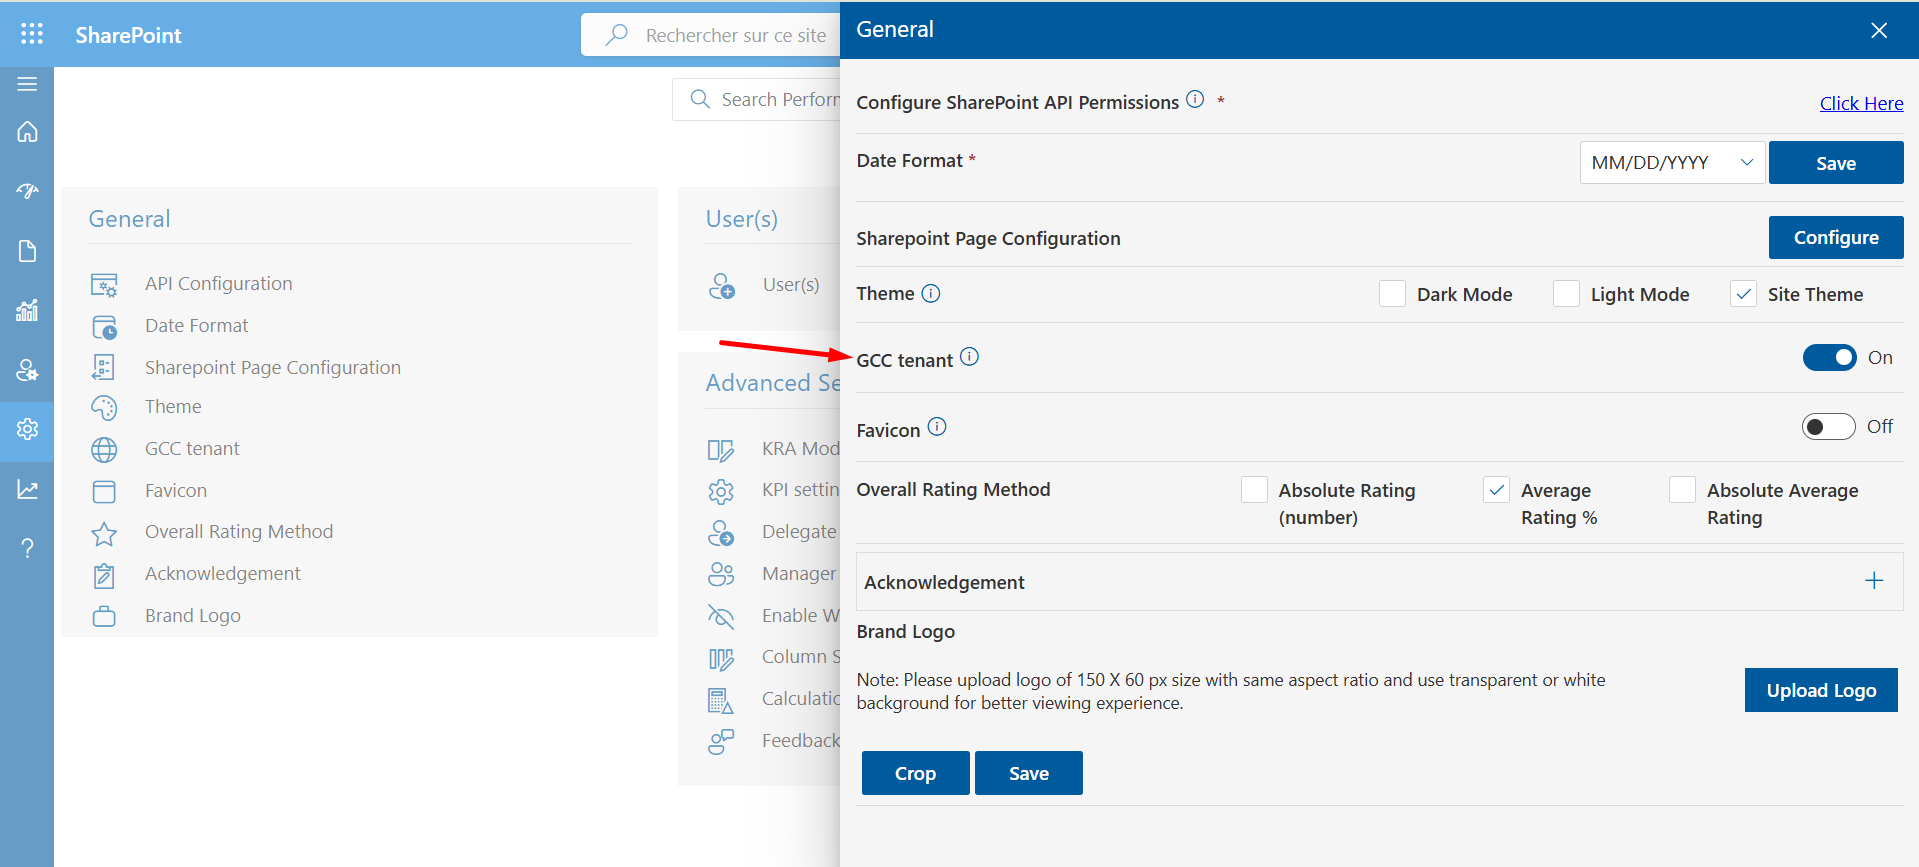 SharePoint
Rechercher sur ce site
Search Perforn
General
API Configuration
Date Format
Sharepoint Page Configuration
Theme
GCC tenant
Favicon
Overall Rating Method
Acknowledgement
Brand Logo
User(s)
User(s)
Advanced Se
KRA Mod
KPI settin
Delegate
Manager
Enable W
Column S
Calculatic
Feedback
General
Configure SharePoint API Permissions *
Click Here
Date Format *
MM/DD/YYYY
Save
Sharepoint Page Configuration
Configure
Theme
Dark Mode
Light Mode
Site Theme
GCC tenant
On
Favicon
Off
Overall Rating Method
Absolute Rating
(number)
Average
Rating %
Absolute Average
Rating
Acknowledgement
Brand Logo
Note: Please upload logo of 150 X 60 px size with same aspect ratio and use transparent or white
background for better viewing experience.
Upload Logo
Crop
Save